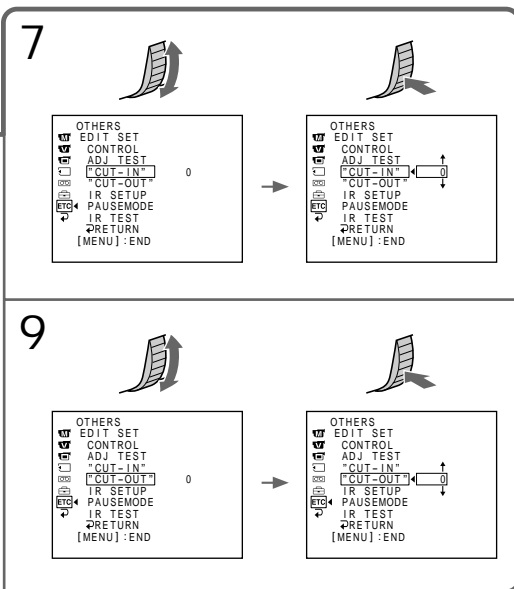 7
OTHERS
EDIT SET
CONTROL
ADJ TEST
"CUT-IN" 0
"CUT-OUT"
IR SETUP
ETC PAUSEMODE
IR TEST
RETURN
[MENU] :END
OTHERS
EDIT SET
CONTROL
ADJ TEST
"CUT-IN" 0
"CUT-OUT"
IR SETUP
ETC PAUSEMODE
IR TEST
RETURN
[MENU] :END
9
OTHERS
EDIT SET
CONTROL
ADJ TEST
"CUT-IN"
"CUT-OUT" 0
IR SETUP
ETC PAUSEMODE
IR TEST
RETURN
[MENU] :END
OTHERS
EDIT SET
CONTROL
ADJ TEST
"CUT-IN"
"CUT-OUT" 0
IR SETUP
ETC PAUSEMODE
IR TEST
RETURN
[MENU] :END